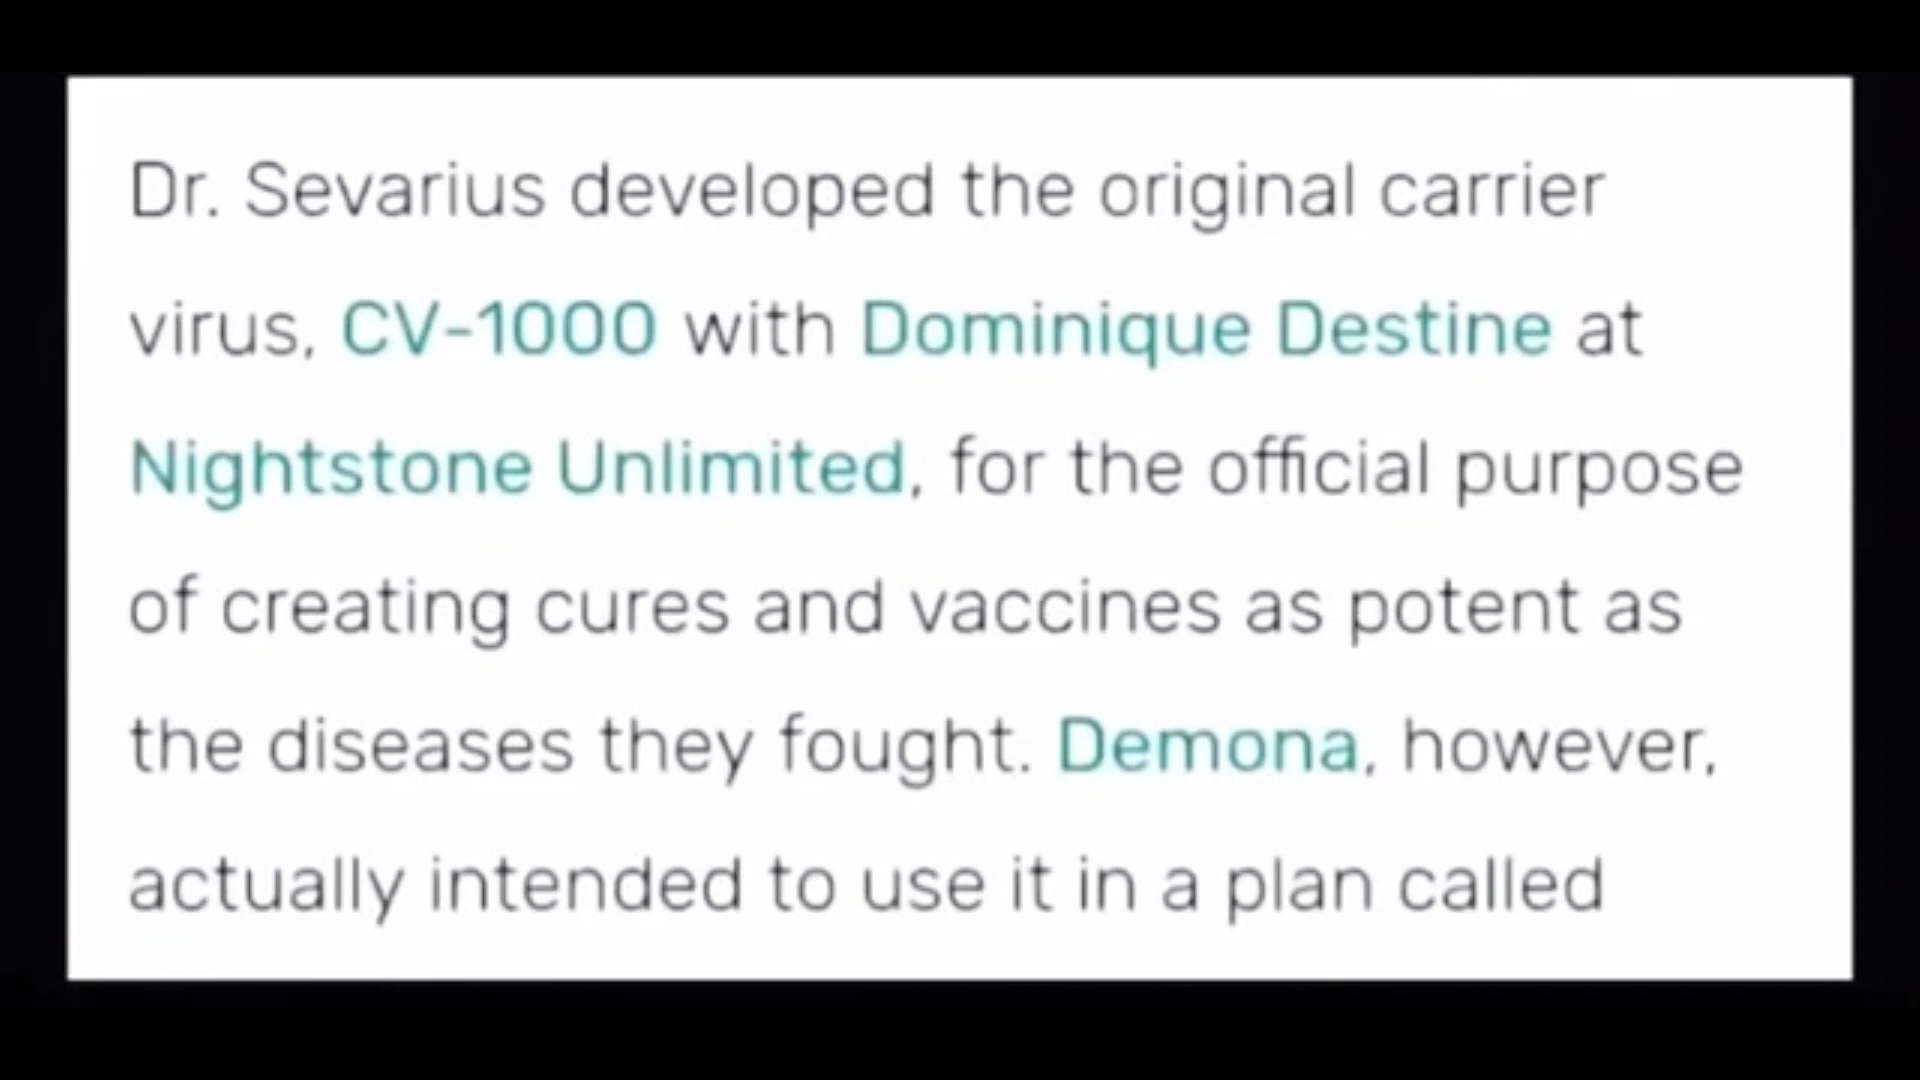 Dr. Sevarius developed the original carrier
virus, CV-1000 with Dominique Destine at
Nightstone Unlimited, for the official purpose
of creating cures and vaccines as potent as
the diseases they fought. Demona, however,
actually intended to use it in a plan called